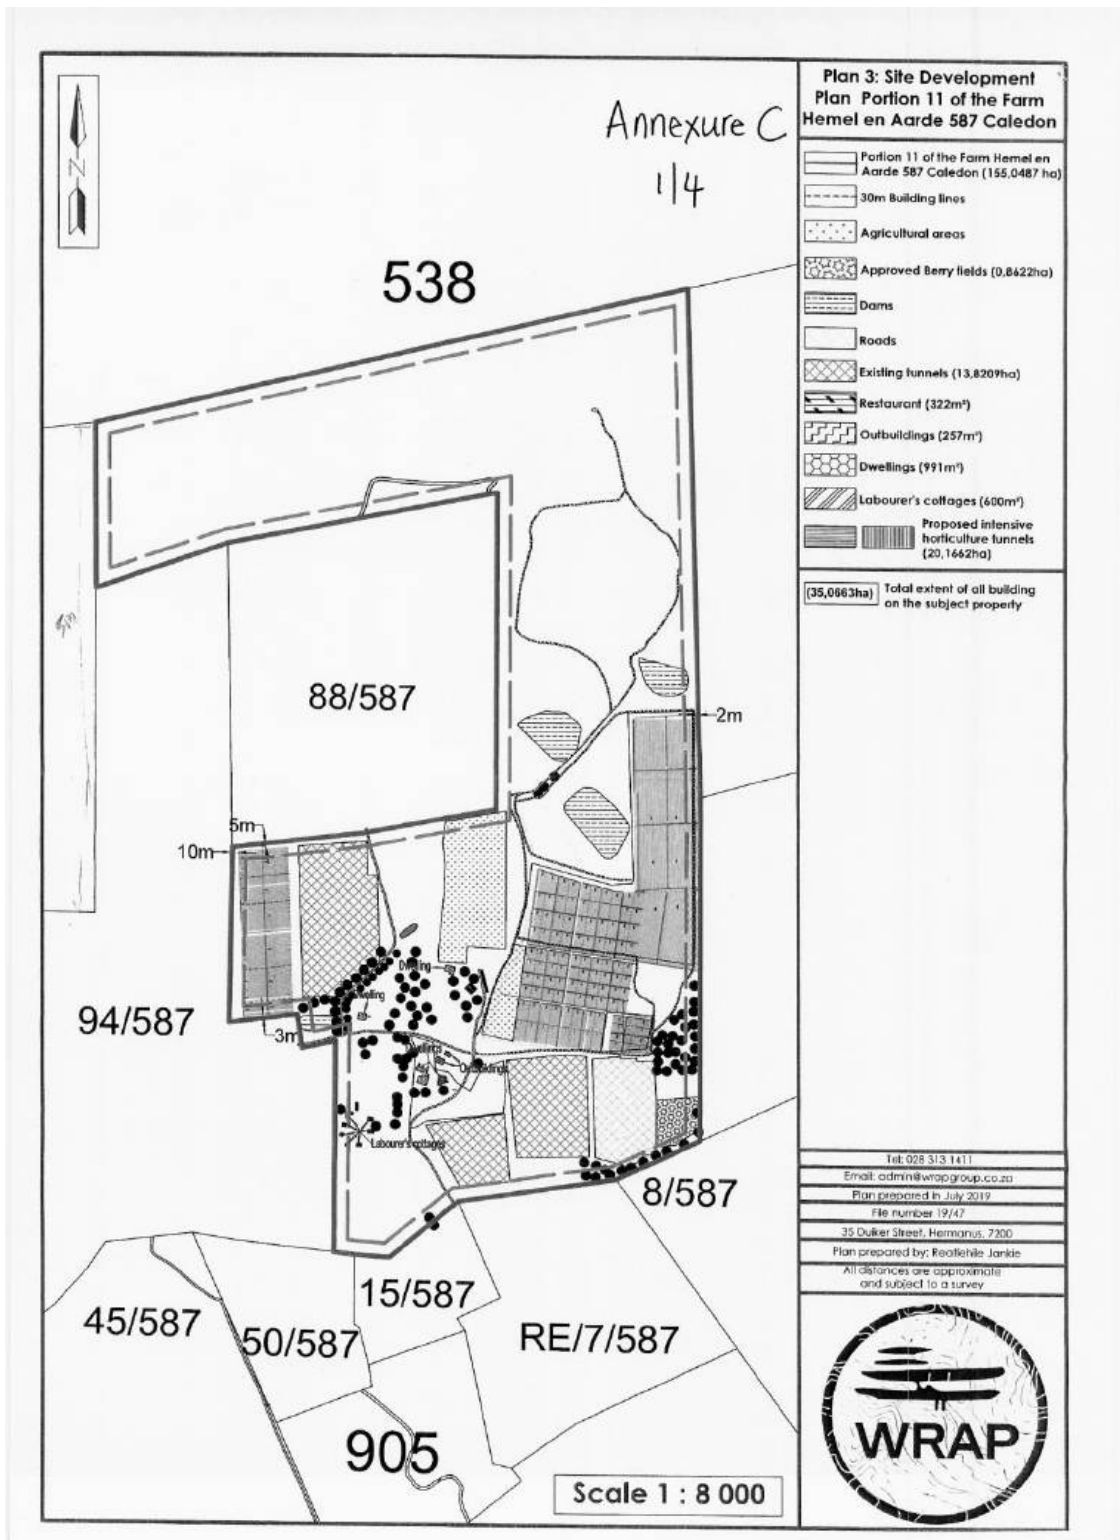 Annexure C
1/4
N
538
88/587
2m
5m
10m
94/587
3m
Dwelling
Dwelling
Dwellings
Outbuildings
Labourer's cottages
8/587
15/587
45/587
50/587
RE/7/587
905
Scale 1 : 8 000
Plan 3: Site Development
Plan Portion 11 of the Farm
Hemel en Aarde 587 Caledon
Portion 11 of the Farm Hemel en
Aarde 587 Caledon (155,0487 ha)
30m Building lines
Agricultural areas
Approved Berry fields (0,8622ha)
Dams
Roads
Existing tunnels (13,8209ha)
Restaurant (322m²)
Outbuildings (257m²)
Dwellings (991m²)
Labourer's cottages (600m²)
Proposed intensive
horticulture tunnels
(20,1662ha)
(35,0663ha) Total extent of all building
on the subject property
Tel: 028 313 1411
Email: admin@wrapgroup.co.za
Plan prepared in July 2019
File number 19/47
35 Duiker Street, Hermanus, 7200
Plan prepared by: Reatlehile Jankie
All distances are approximate
and subject to a survey
WRAP